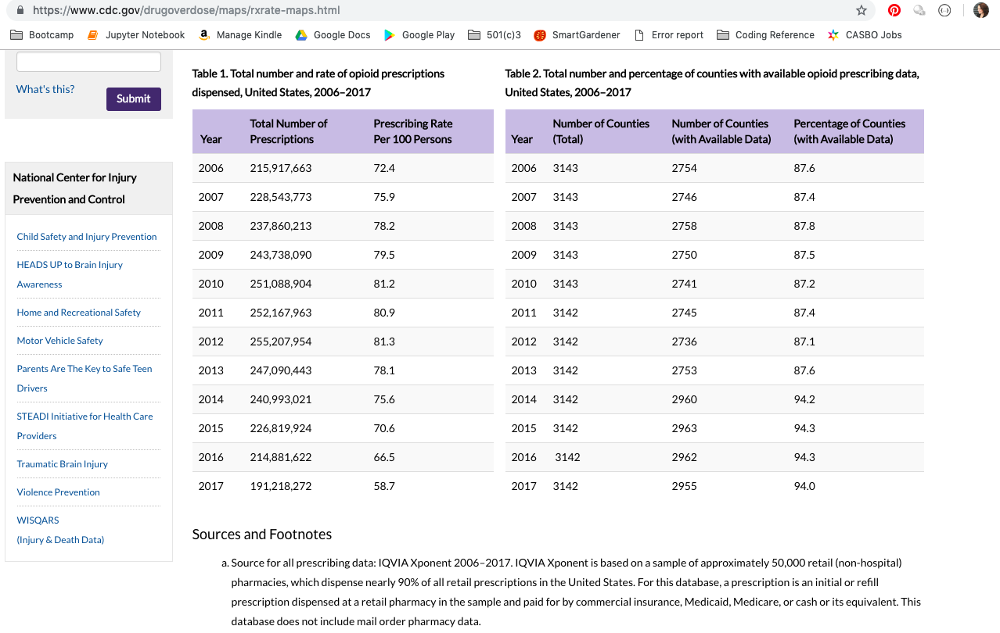 https://www.cdc.gov/drugoverdose/maps/rxrate-maps.html
Bootcamp Jupyter Notebook Manage Kindle Google Docs Google Play 501(c)3 SmartGardener Error report Coding Reference CASBO Jobs
What's this?
Submit
National Center for Injury
Prevention and Control
Child Safety and Injury Prevention
HEADS UP to Brain Injury
Awareness
Home and Recreational Safety
Motor Vehicle Safety
Parents Are The Key to Safe Teen
Drivers
STEADI Initiative for Health Care
Providers
Traumatic Brain Injury
Violence Prevention
WISQARS
(Injury & Death Data)
Table 1. Total number and rate of opioid prescriptions
dispensed, United States, 2006–2017
Year Total Number of Prescriptions Prescribing Rate Per 100 Persons
2006 215,917,663 72.4
2007 228,543,773 75.9
2008 237,860,213 78.2
2009 243,738,090 79.5
2010 251,088,904 81.2
2011 252,167,963 80.9
2012 255,207,954 81.3
2013 247,090,443 78.1
2014 240,993,021 75.6
2015 226,819,924 70.6
2016 214,881,622 66.5
2017 191,218,272 58.7
Table 2. Total number and percentage of counties with available opioid prescribing data,
United States, 2006–2017
Year Number of Counties (Total) Number of Counties (with Available Data) Percentage of Counties (with Available Data)
2006 3143 2754 87.6
2007 3143 2746 87.4
2008 3143 2758 87.8
2009 3143 2750 87.5
2010 3143 2741 87.2
2011 3142 2745 87.4
2012 3142 2736 87.1
2013 3142 2753 87.6
2014 3142 2960 94.2
2015 3142 2963 94.3
2016 3142 2962 94.3
2017 3142 2955 94.0
Sources and Footnotes
a. Source for all prescribing data: IQVIA Xponent 2006–2017. IQVIA Xponent is based on a sample of approximately 50,000 retail (non-hospital)
pharmacies, which dispense nearly 90% of all retail prescriptions in the United States. For this database, a prescription is an initial or refill
prescription dispensed at a retail pharmacy in the sample and paid for by commercial insurance, Medicaid, Medicare, or cash or its equivalent. This
database does not include mail order pharmacy data.